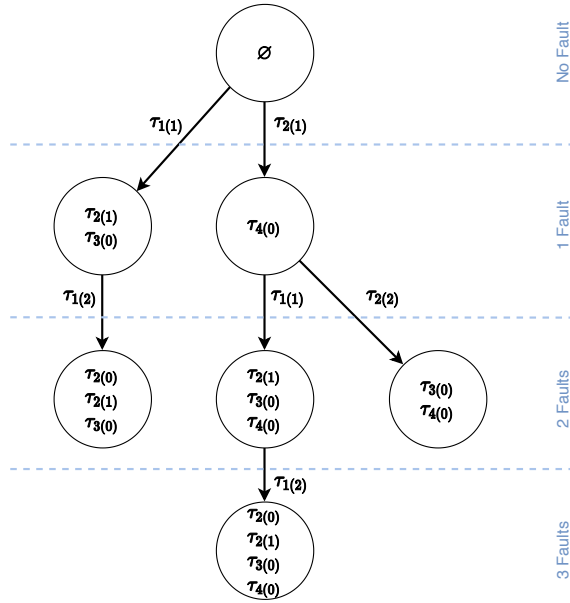 ∅
No Fault
τ1(1)
τ2(1)
τ2(1)
τ3(0)
τ4(0)
1 Fault
τ1(2)
τ1(1)
τ2(2)
τ2(0)
τ2(1)
τ3(0)
τ2(1)
τ3(0)
τ4(0)
τ3(0)
τ4(0)
2 Faults
τ1(2)
τ2(0)
τ2(1)
τ3(0)
τ4(0)
3 Faults